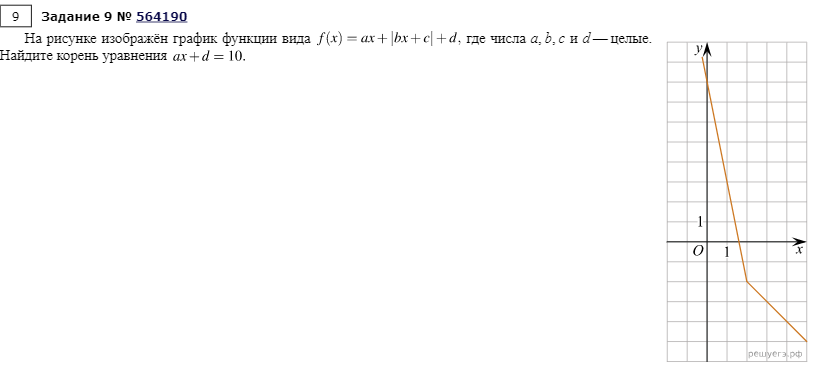 9 Задание 9 № 564190
На рисунке изображён график функции вида f(x) = ax + |bx + c| + d, где числа a, b, c и d — целые.
Найдите корень уравнения ax + d = 10.
y
1
O 1 x
решуегэ.рф